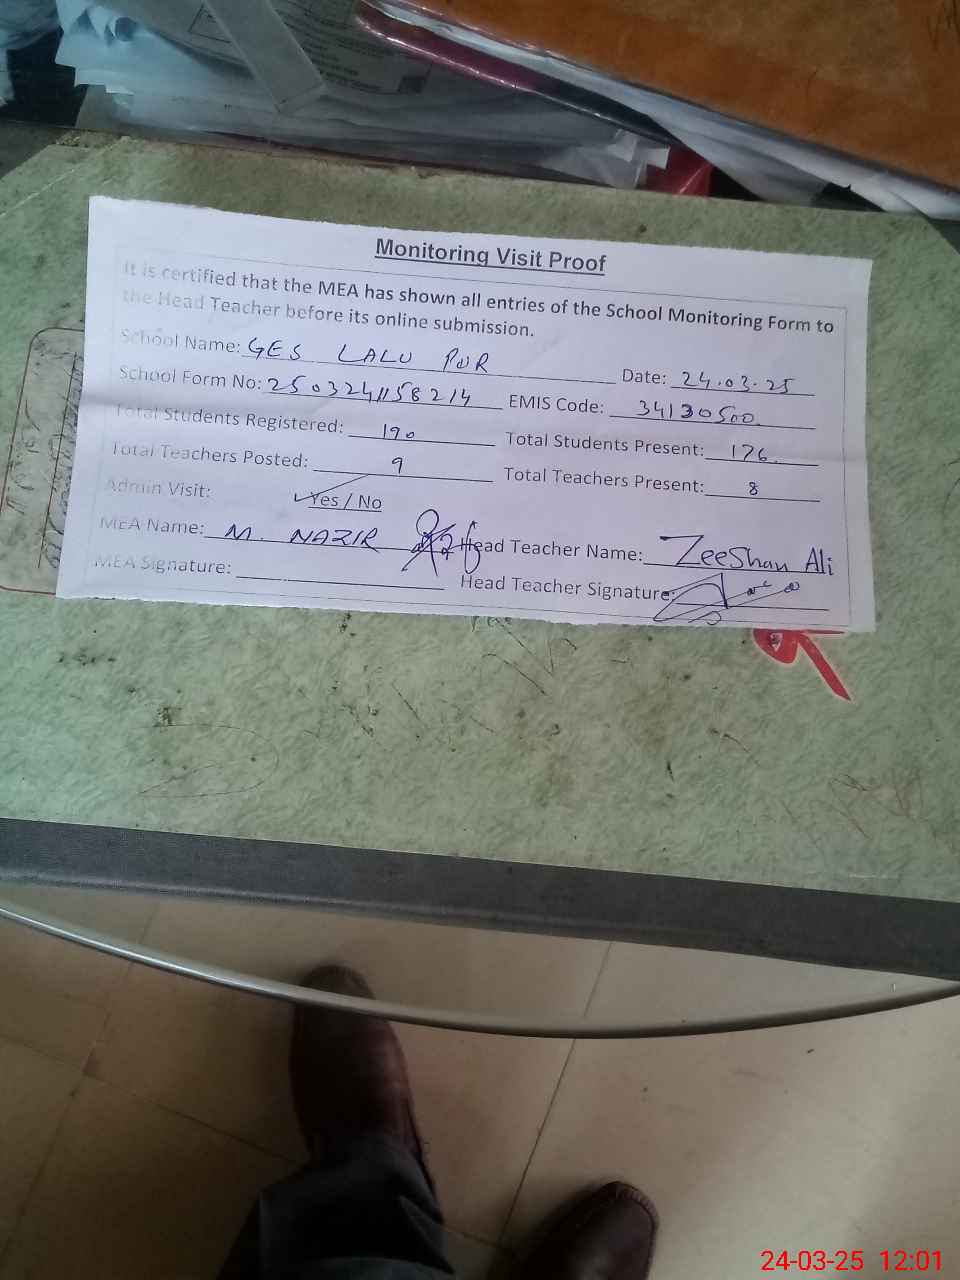 Monitoring Visit Proof
It is certified that the MEA has shown all entries of the School Monitoring Form to
the Head Teacher before its online submission.
School Name: GES LALU PUR Date: 24.03.25
School Form No: 2503241158214 EMIS Code: 34130500
Total Students Registered: 190 Total Students Present: 176
Total Teachers Posted: 9 Total Teachers Present: 8
Admin Visit: Yes / No
MEA Name: M. NAZIR Head Teacher Name: ZeeShan Ali
MEA Signature: Head Teacher Signature:
24-03-25 12:01